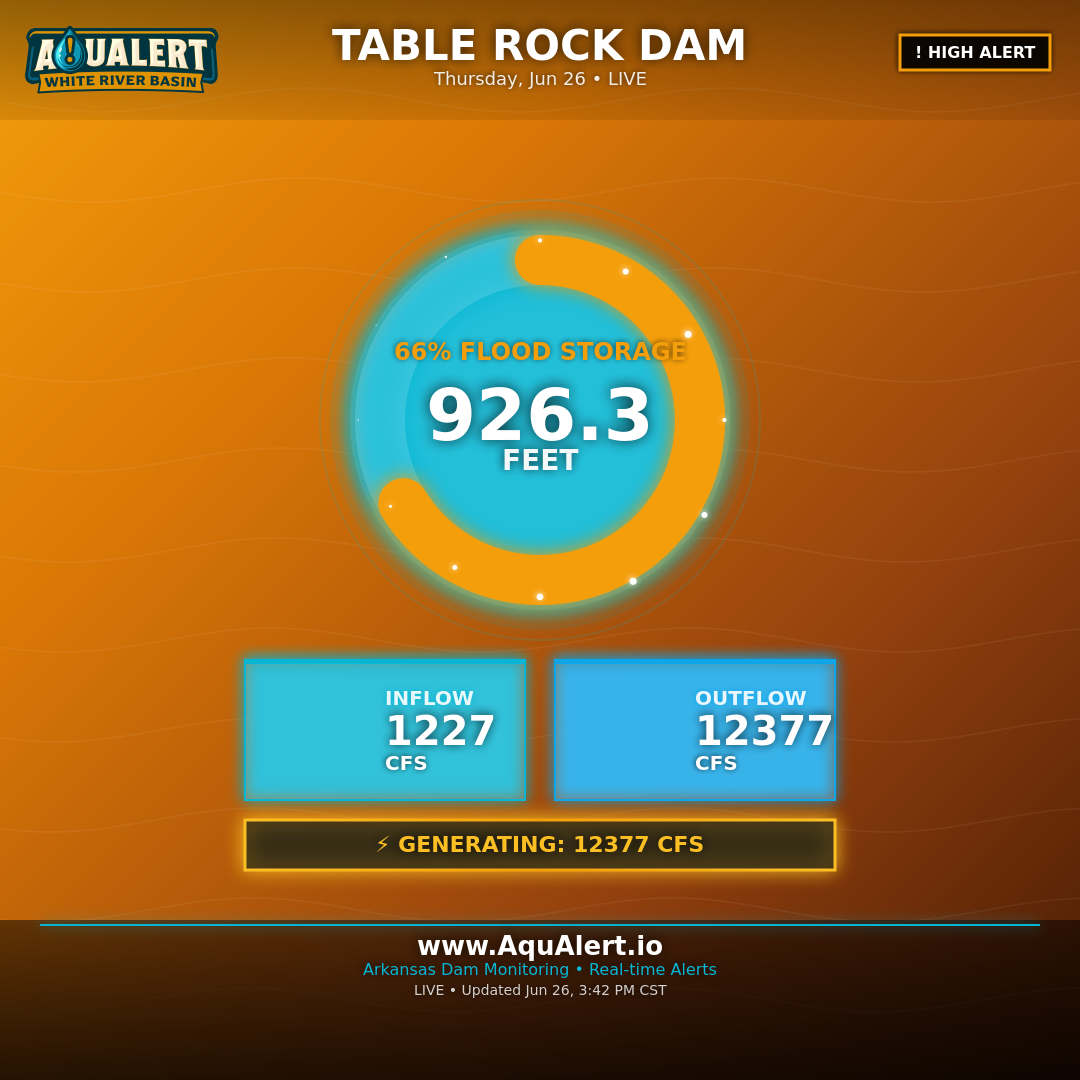 AQUALERT
WHITE RIVER BASIN
TABLE ROCK DAM
Thursday, Jun 26 • LIVE
! HIGH ALERT
66% FLOOD STORAGE
926.3
FEET
INFLOW
1227
CFS
OUTFLOW
12377
CFS
⚡ GENERATING: 12377 CFS
www.AquAlert.io
Arkansas Dam Monitoring • Real-time Alerts
LIVE • Updated Jun 26, 3:42 PM CST